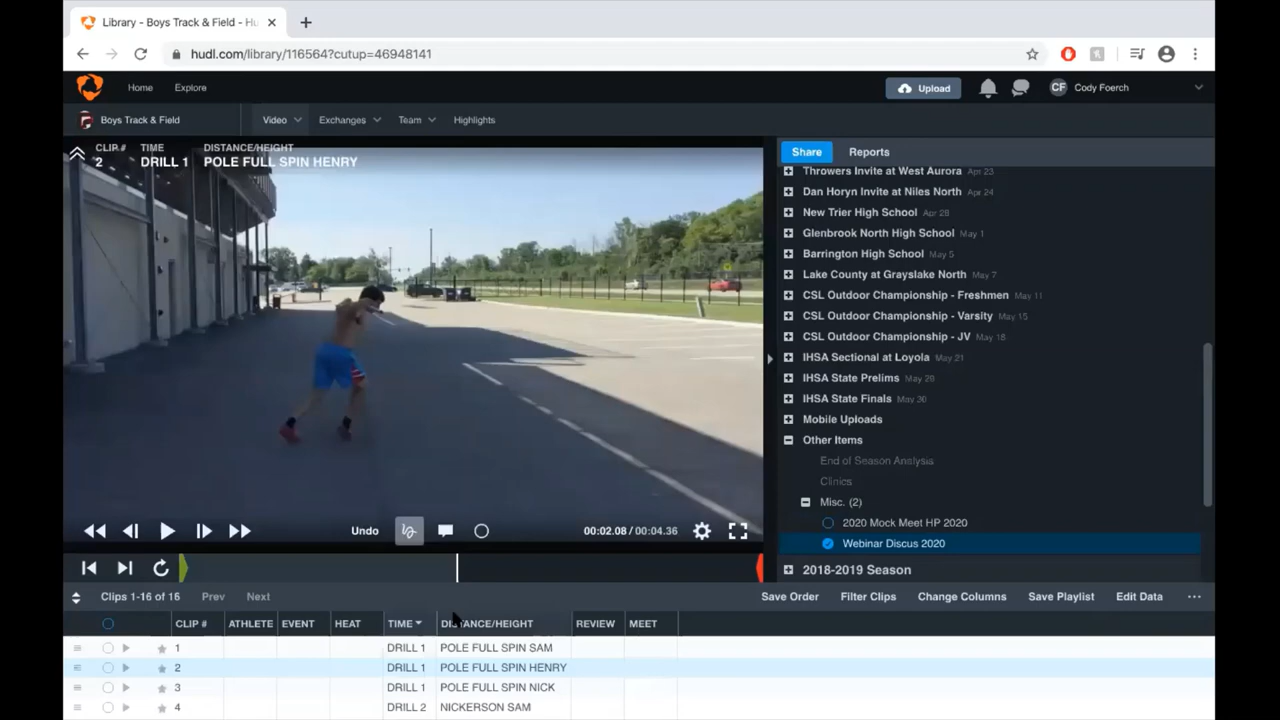 Library - Boys Track & Field - Hu
hudl.com/library/116564?cutup=46948141
Home Explore Upload CF Cody Foerch
Boys Track & Field Video Exchanges Team Highlights
CLIP # TIME DISTANCE/HEIGHT
2 DRILL 1 POLE FULL SPIN HENRY
Share Reports
Throwers Invite at West Aurora Apr 23
Dan Horyn Invite at Niles North Apr 24
New Trier High School Apr 28
Glenbrook North High School May 1
Barrington High School May 5
Lake County at Grayslake North May 7
CSL Outdoor Championship - Freshmen May 11
CSL Outdoor Championship - Varsity May 15
CSL Outdoor Championship - JV May 18
IHSA Sectional at Loyola May 21
IHSA State Prelims May 29
IHSA State Finals May 30
Mobile Uploads
Other Items
End of Season Analysis
Clinics
Misc. (2)
2020 Mock Meet HP 2020
Webinar Discus 2020
2018-2019 Season
Undo 00:02.08 / 00:04.36
Clips 1-16 of 16 Prev Next Save Order Filter Clips Change Columns Save Playlist Edit Data
CLIP # ATHLETE EVENT HEAT TIME DISTANCE/HEIGHT REVIEW MEET
1 DRILL 1 POLE FULL SPIN SAM
2 DRILL 1 POLE FULL SPIN HENRY
3 DRILL 1 POLE FULL SPIN NICK
4 DRILL 2 NICKERSON SAM